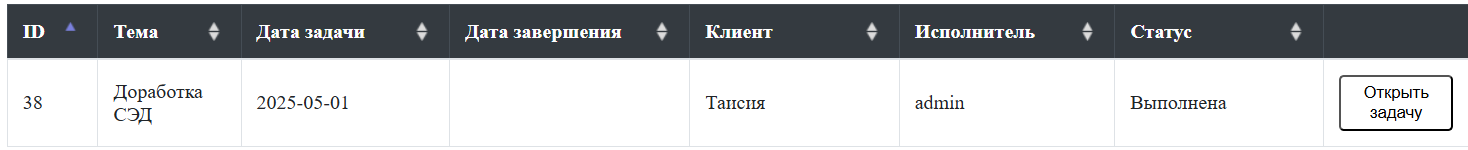 ID Тема Дата задачи Дата завершения Клиент Исполнитель Статус
38 Доработка СЭД 2025-05-01 Таисия admin Выполнена Открыть задачу